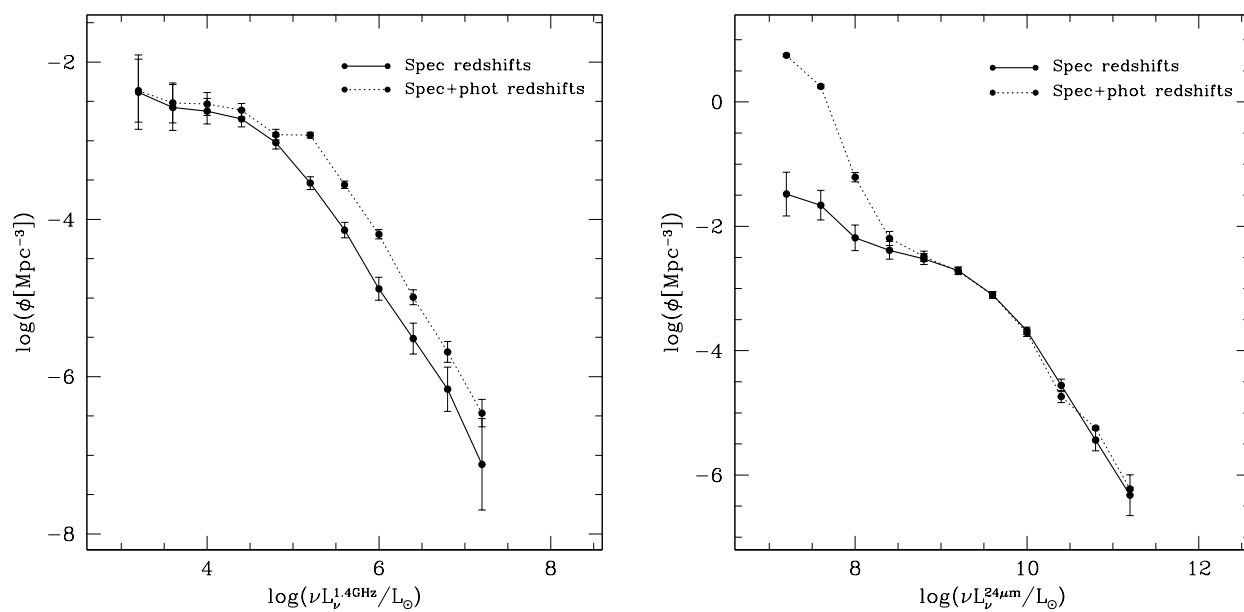 −2
−4
−6
−8
4
6
8
log(φ[Mpc⁻³])
log(νL_ν^1.4GHz/L_⊙)
Spec redshifts
Spec+phot redshifts
0
−2
−4
−6
8
10
12
log(φ[Mpc⁻³])
log(νL_ν^24μm/L_⊙)
Spec redshifts
Spec+phot redshifts